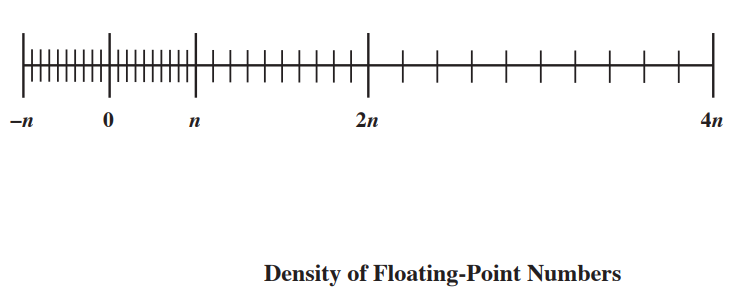 –n 0 n 2n 4n
Density of Floating-Point Numbers